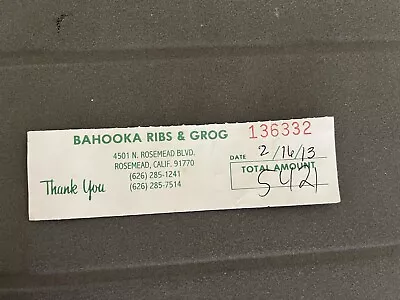 BAHOOKA RIBS & GROG
136332
4501 N. ROSEMEAD BLVD.
ROSEMEAD, CALIF. 91770
(626) 285-1241
(626) 285-7514
Thank You
DATE 2/16/13
TOTAL AMOUNT
5421